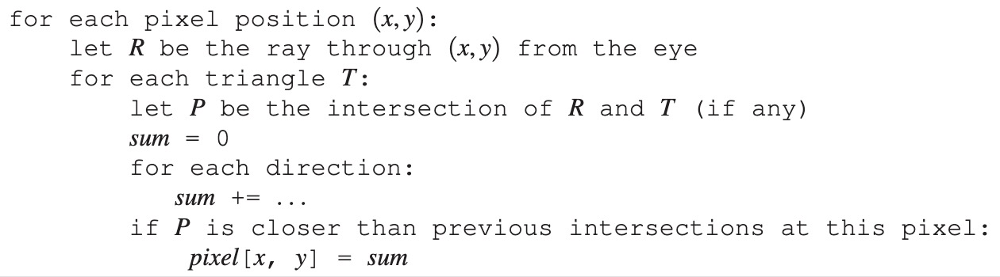 for each pixel position (x,y):
let R be the ray through (x,y) from the eye
for each triangle T:
let P be the intersection of R and T (if any)
sum = 0
for each direction:
sum += ...
if P is closer than previous intersections at this pixel:
pixel[x, y] = sum